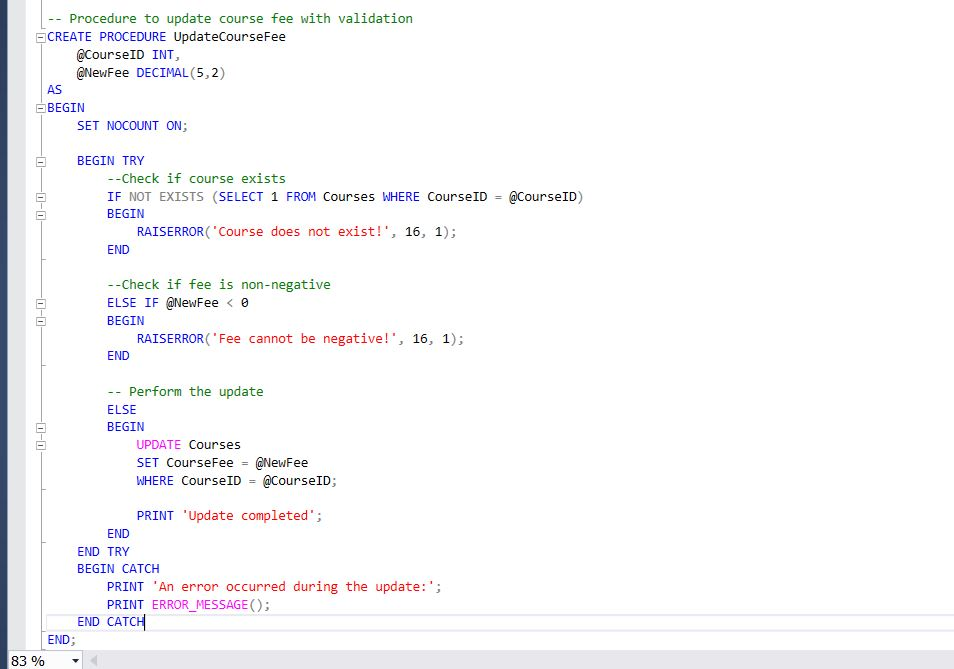 -- Procedure to update course fee with validation
CREATE PROCEDURE UpdateCourseFee
    @CourseID INT,
    @NewFee DECIMAL(5,2)
AS
BEGIN
    SET NOCOUNT ON;

    BEGIN TRY
        --Check if course exists
        IF NOT EXISTS (SELECT 1 FROM Courses WHERE CourseID = @CourseID)
        BEGIN
            RAISERROR('Course does not exist!', 16, 1);
        END

        --Check if fee is non-negative
        ELSE IF @NewFee < 0
        BEGIN
            RAISERROR('Fee cannot be negative!', 16, 1);
        END

        -- Perform the update
        ELSE
        BEGIN
            UPDATE Courses
            SET CourseFee = @NewFee
            WHERE CourseID = @CourseID;

            PRINT 'Update completed';
        END
    END TRY
    BEGIN CATCH
        PRINT 'An error occurred during the update:';
        PRINT ERROR_MESSAGE();
    END CATCH
END;
83 %